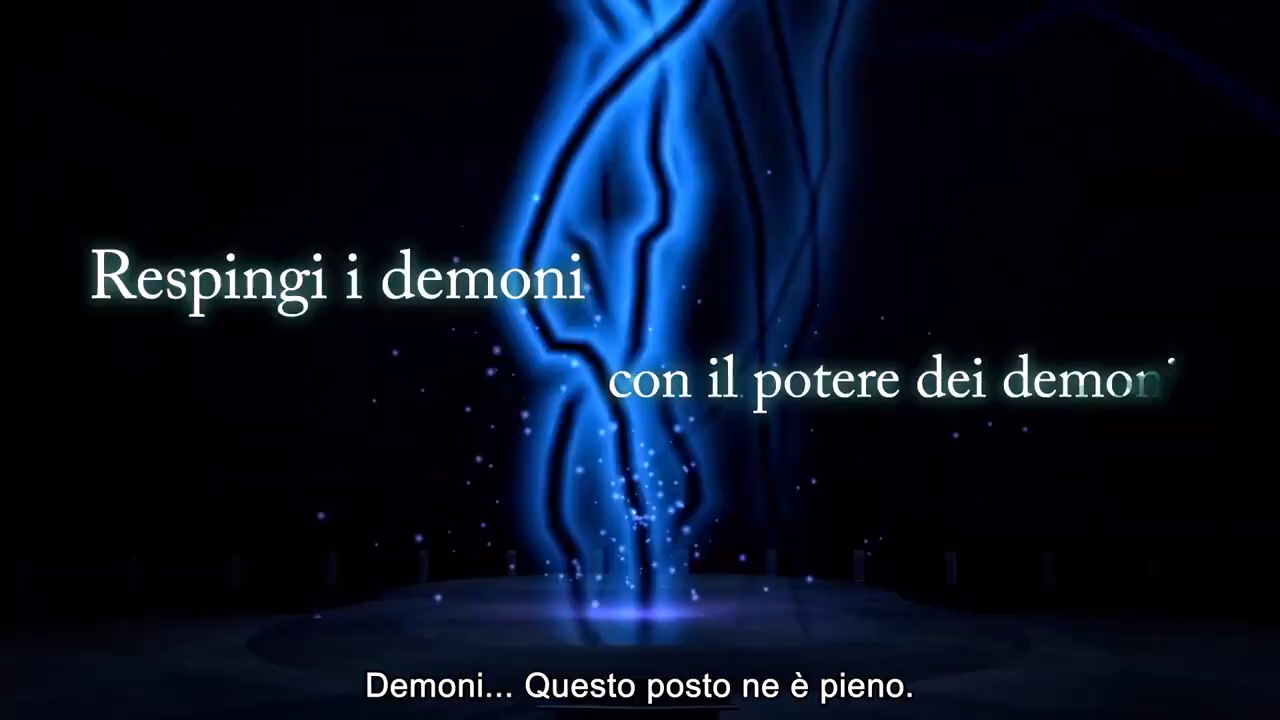 Respingi i demoni
con il potere dei demoni
Demoni... Questo posto ne è pieno.